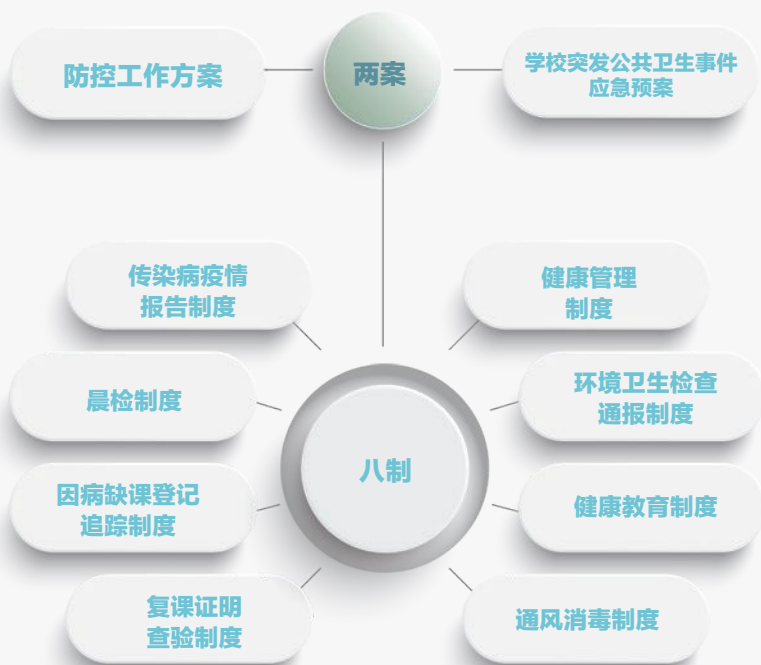 防控工作方案
两案
学校突发公共卫生事件
应急预案
传染病疫情
报告制度
健康管理
制度
晨检制度
环境卫生检查
通报制度
八制
因病缺课登记
追踪制度
健康教育制度
复课证明
查验制度
通风消毒制度